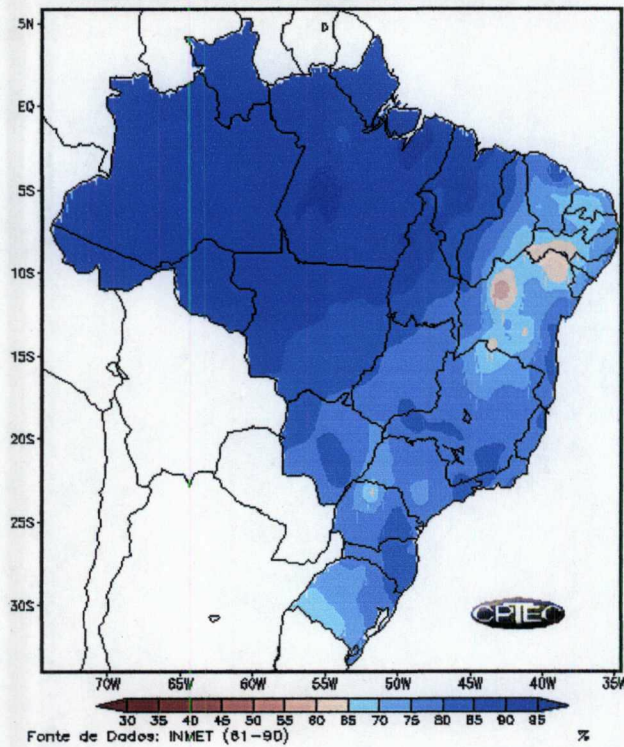 5N
EQ
5S
10S
15S
20S
25S
30S
CPTEC
70W 65W 60W 55W 50W 45W 40W 35W
30 35 40 45 50 55 60 65 70 75 80 85 90 95
Fonte de Dados: INMET (61-90) %